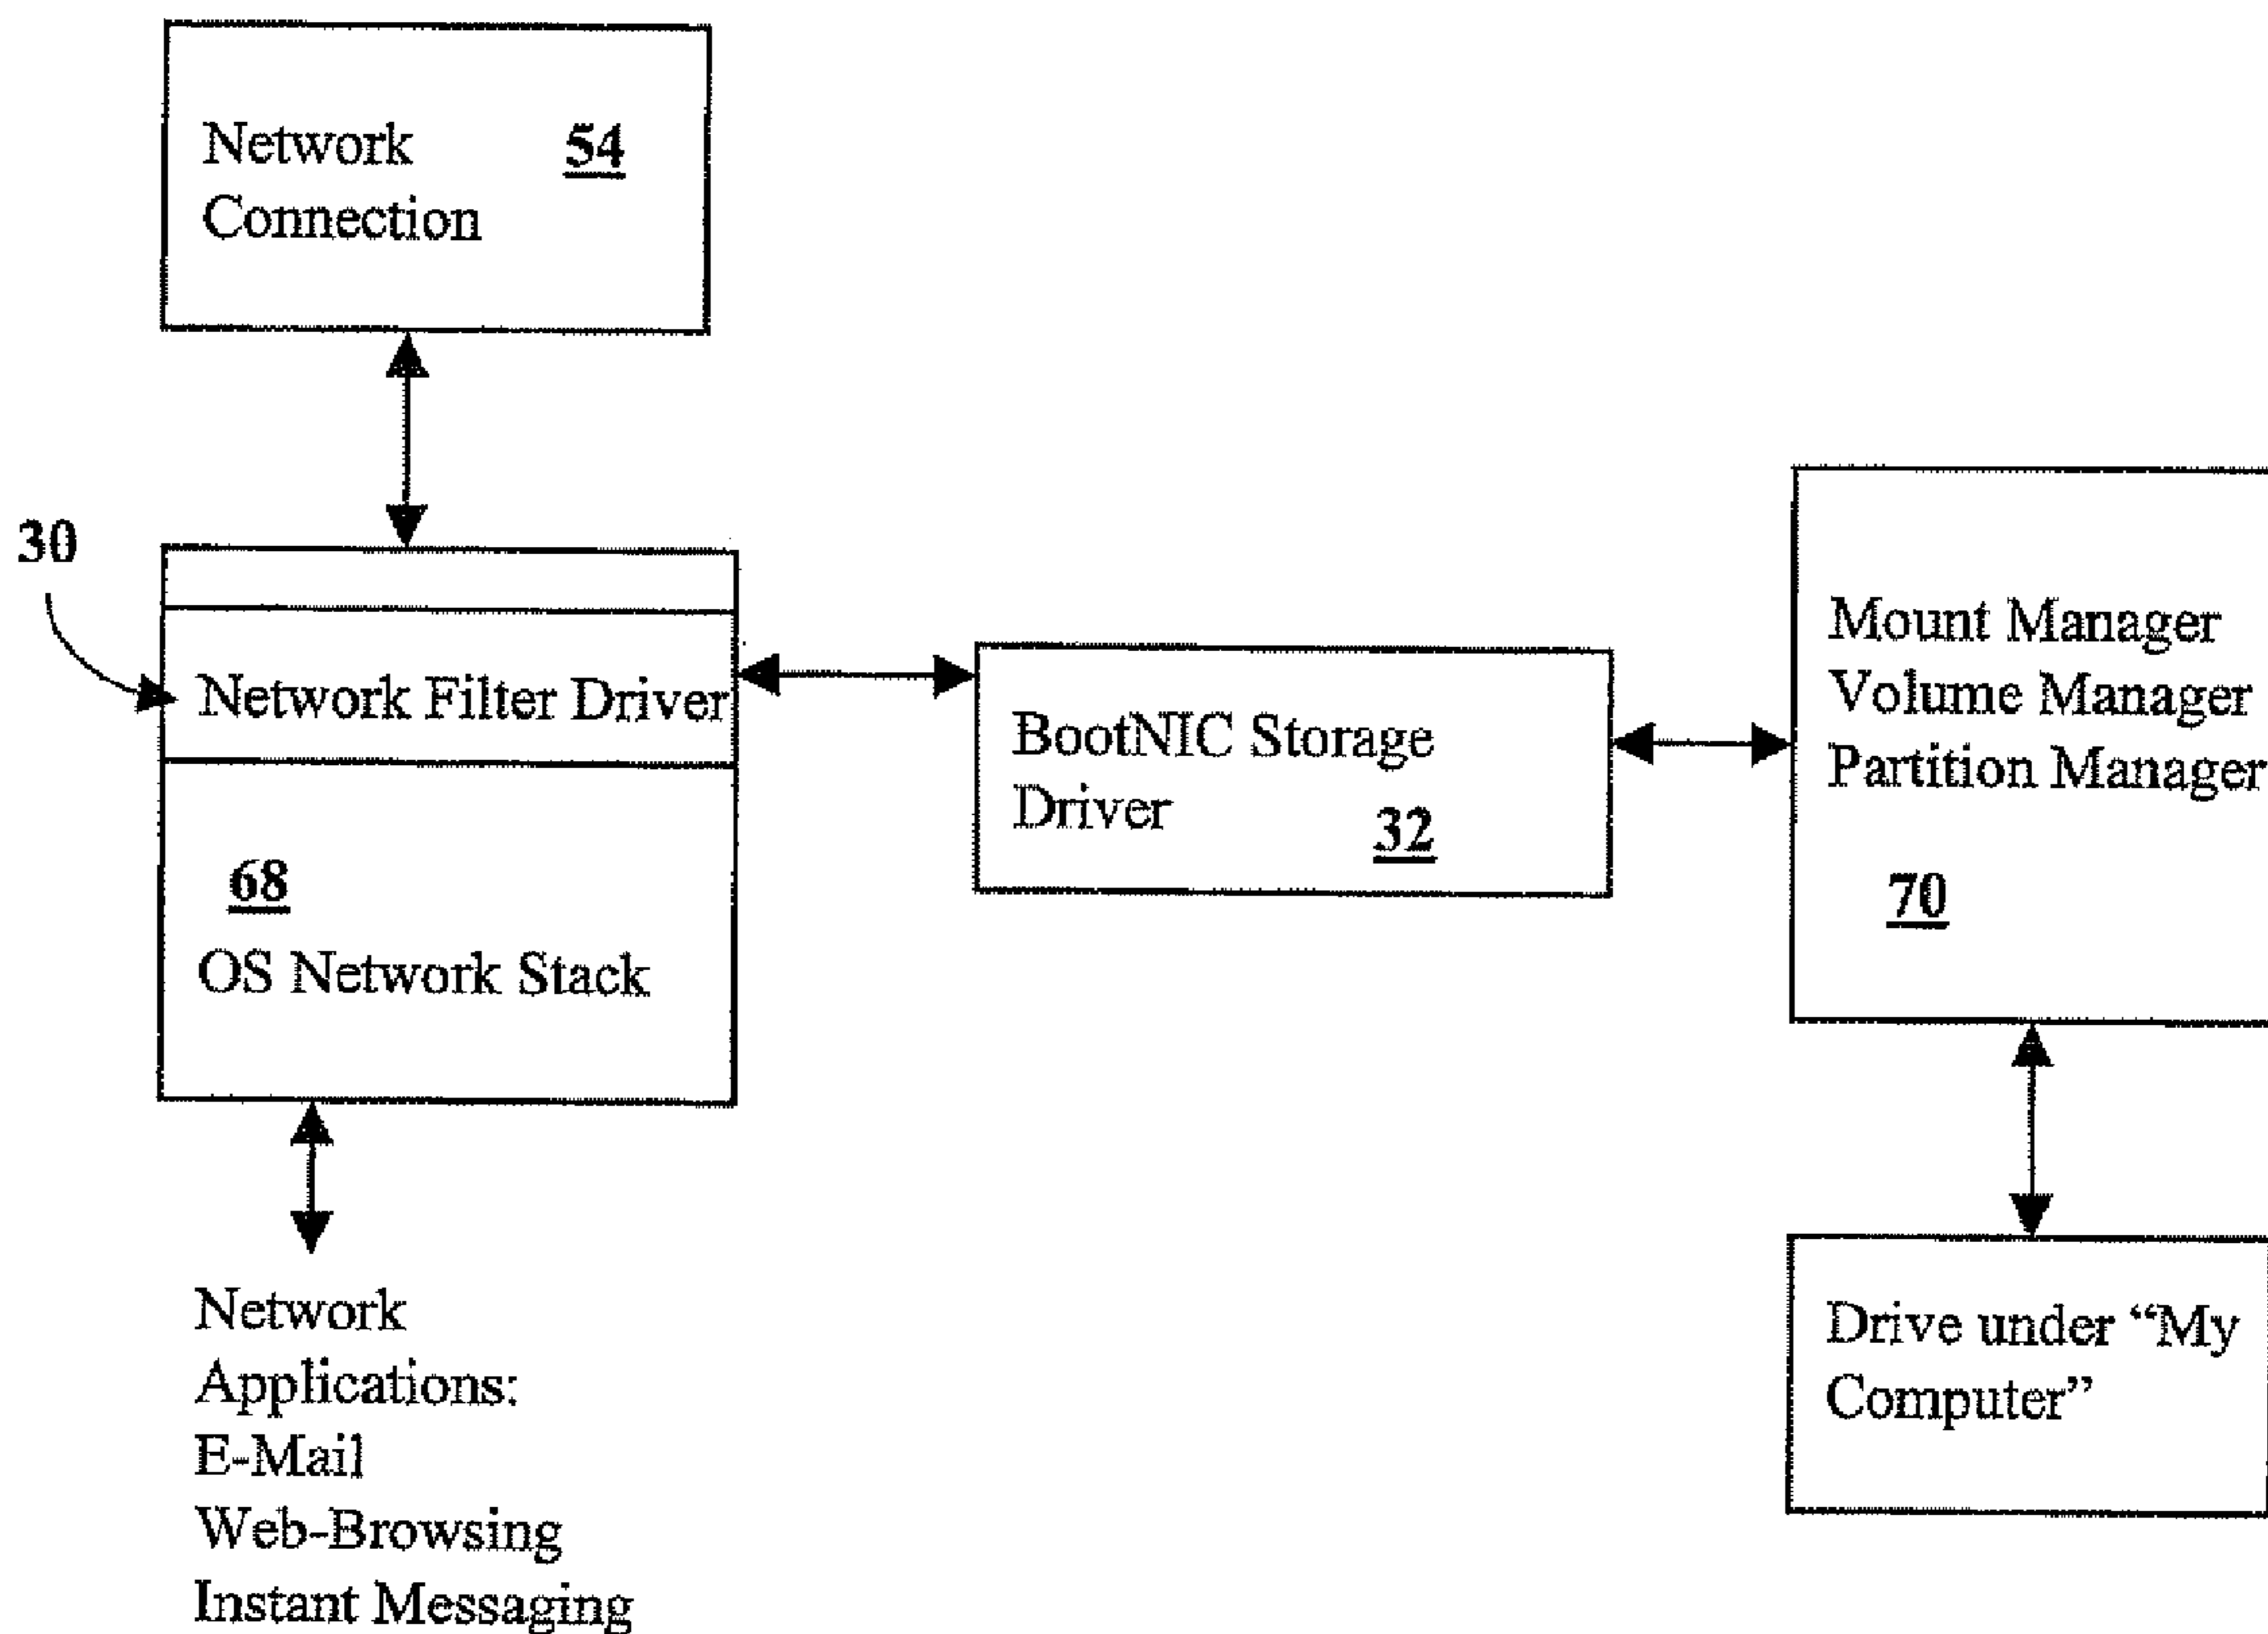 Network 54
Connection
30
Network Filter Driver
68
OS Network Stack
BootNIC Storage
Driver 32
Mount Manager
Volume Manager
Partition Manager
70
Drive under “My
Computer”
Network
Applications:
E-Mail
Web-Browsing
Instant Messaging